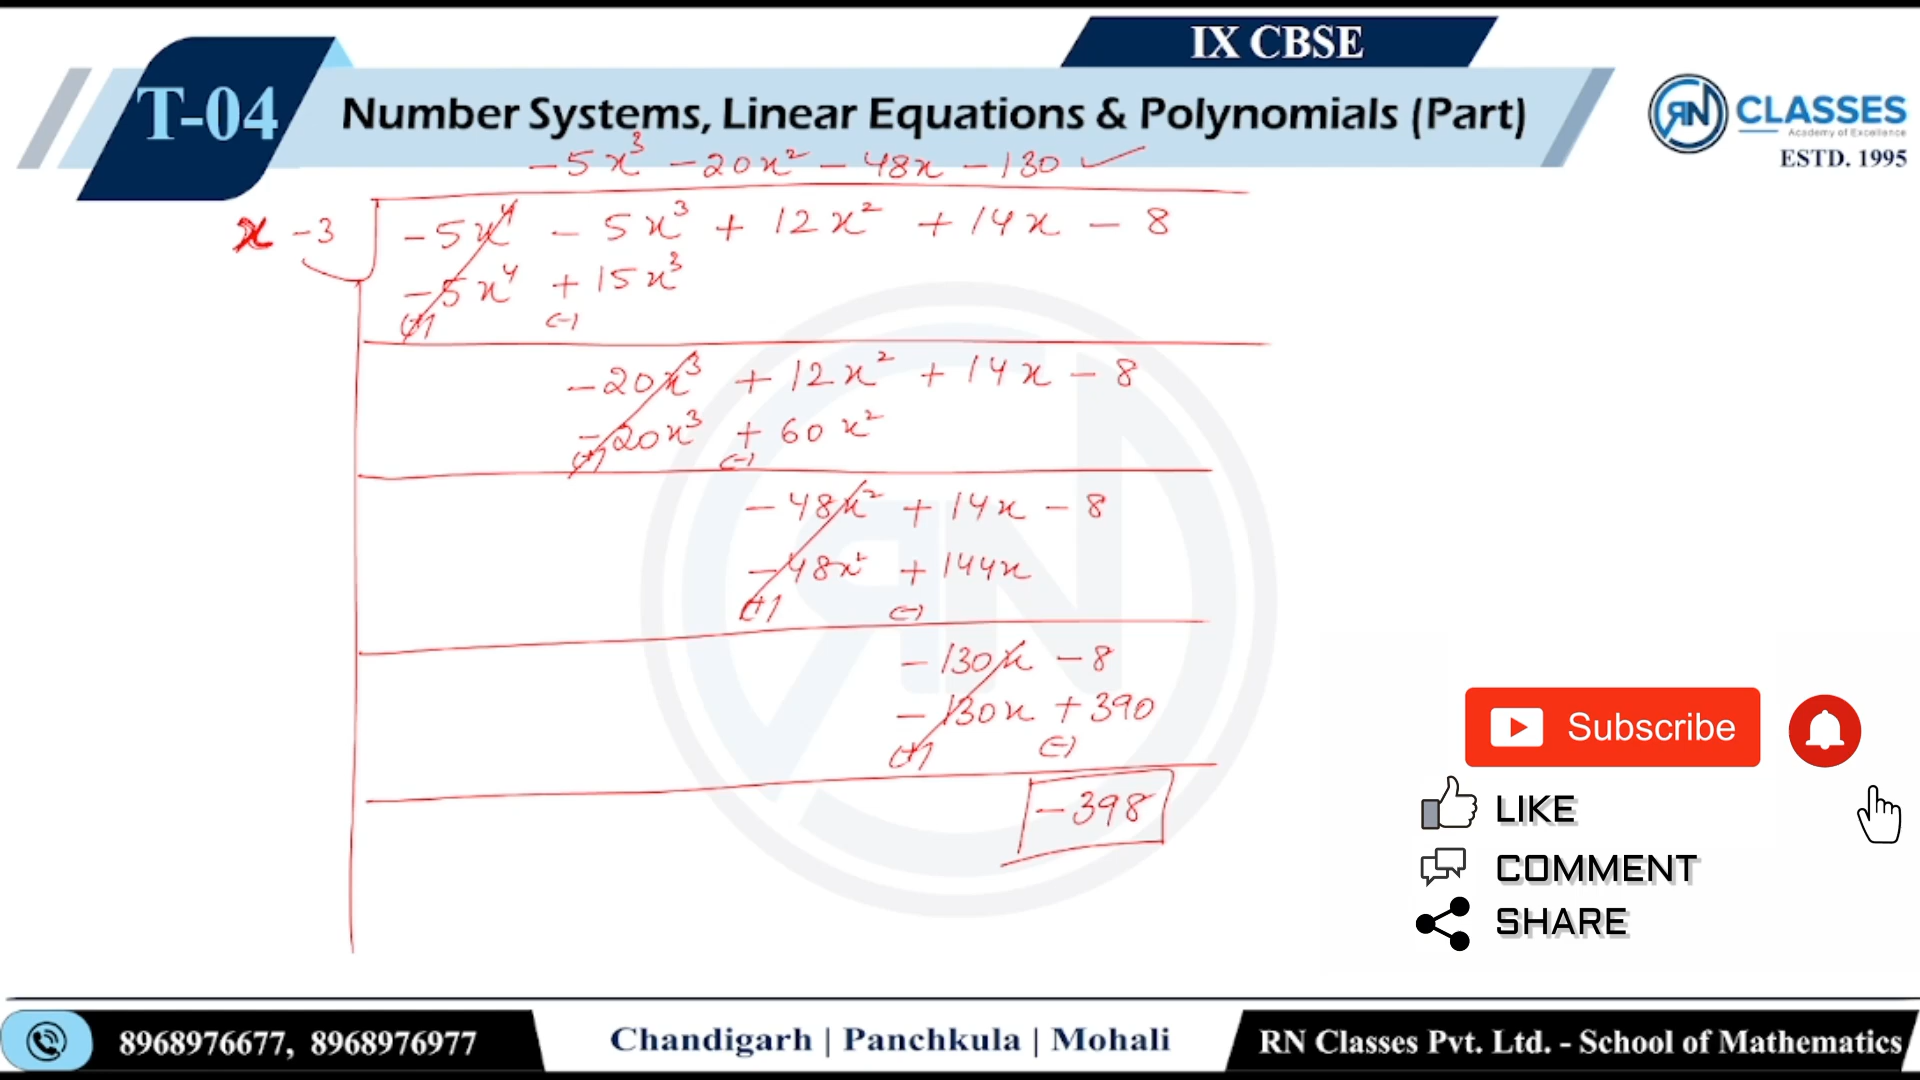 IX CBSE
T-04
Number Systems, Linear Equations & Polynomials (Part)
RN CLASSES
Academy of Excellence
ESTD. 1995
-5x³ -20x² - 48x -130 ✓
x -3
-5x⁴ - 5x³ + 12x² + 14x - 8
-5x⁴ + 15x³
(+) (-)
-20x³ + 12x² + 14x - 8
-20x³ + 60x²
(+) (-)
-48x² + 14x - 8
-48x² + 144x
(+) (-)
-130x - 8
-130x + 390
(+) (-)
-398
RN
Subscribe
LIKE
COMMENT
SHARE
8968976677, 8968976977
Chandigarh | Panchkula | Mohali
RN Classes Pvt. Ltd. - School of Mathematics